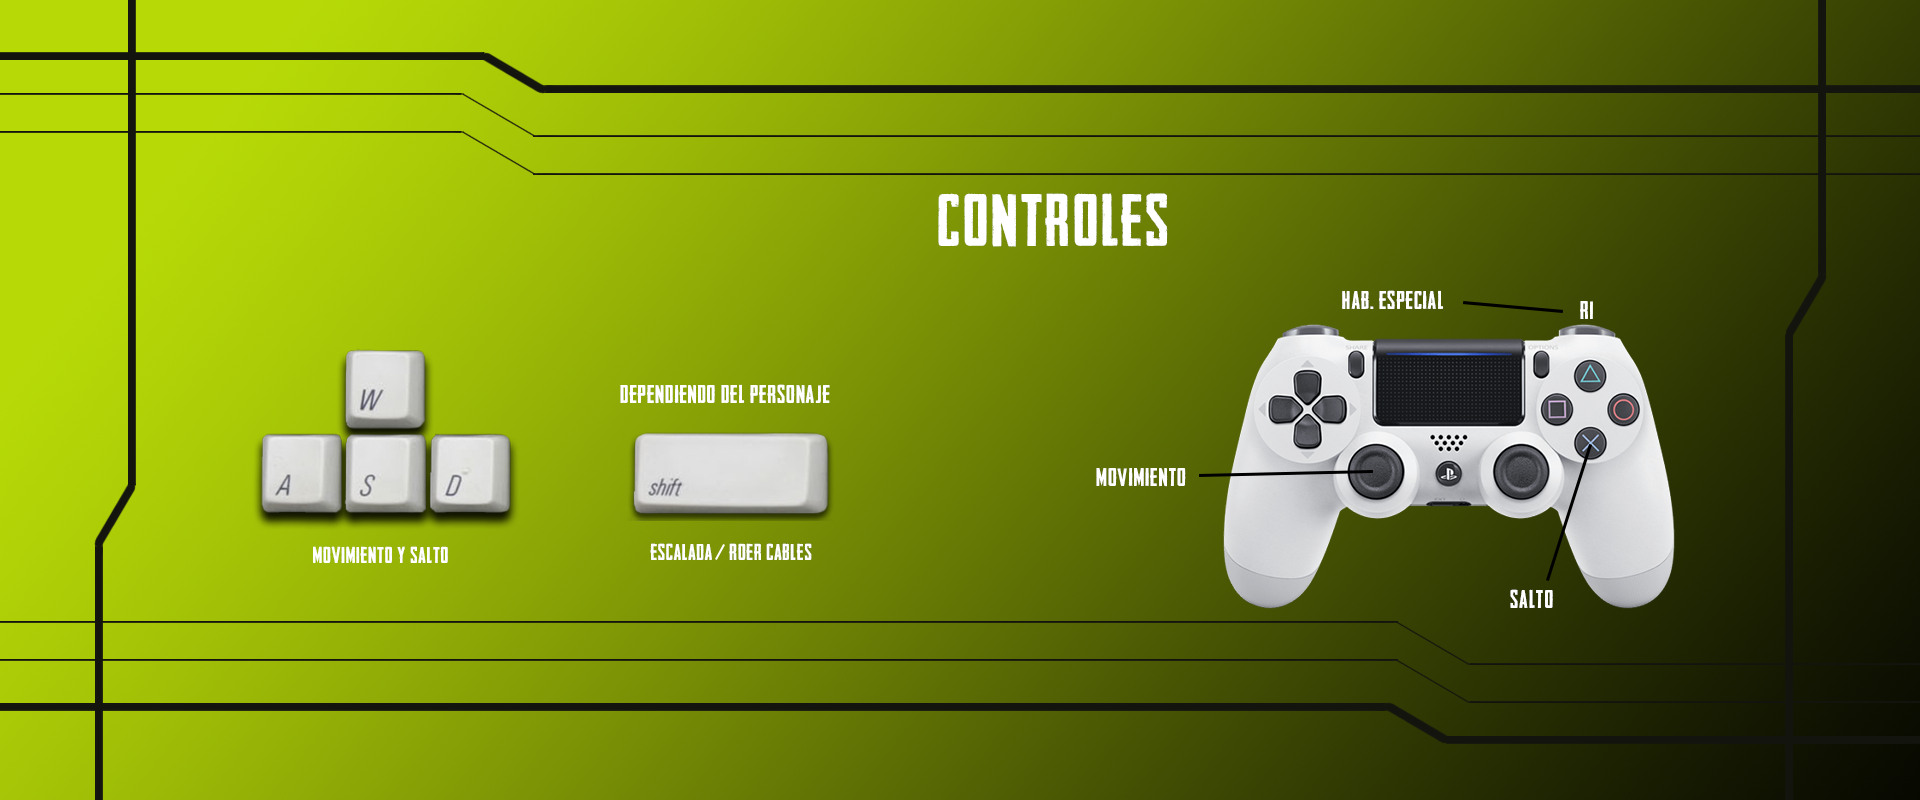 CONTROLES
HAB. ESPECIAL
R1
W
DEPENDIENDO DEL PERSONAJE
A S D
shift
MOVIMIENTO
MOVIMIENTO Y SALTO
ESCALADA / ROER CABLES
SALTO